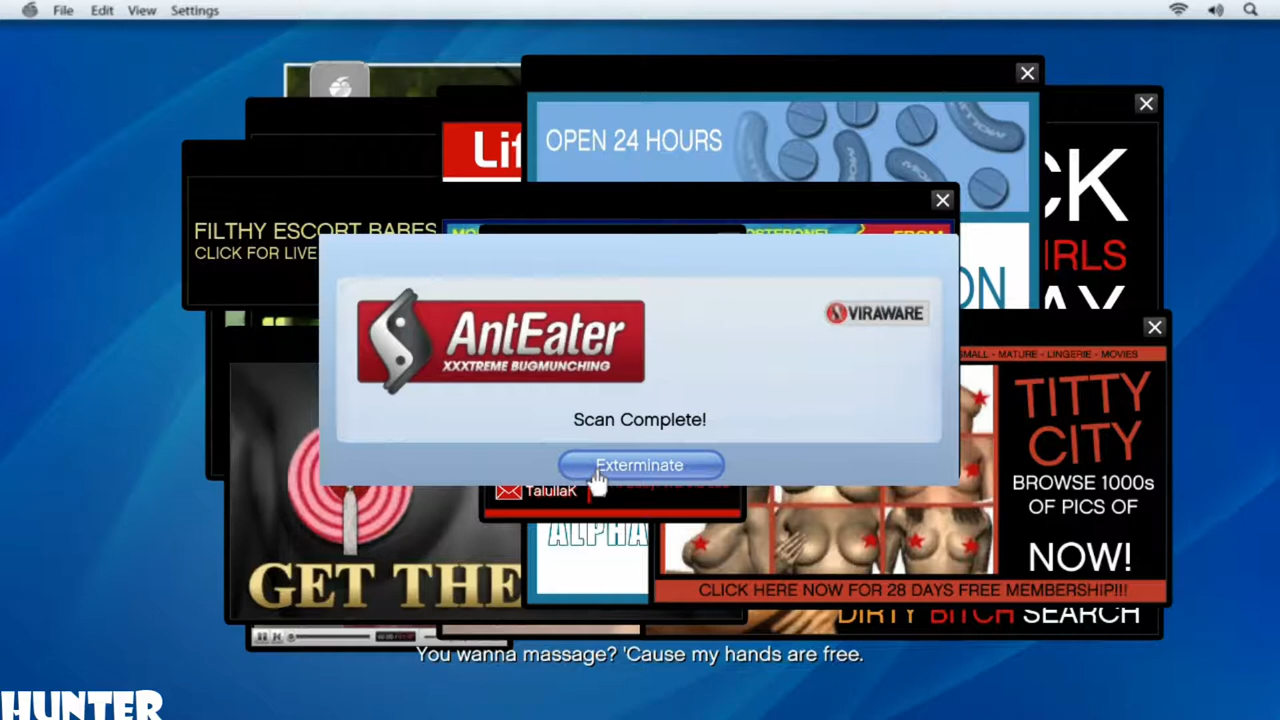 File Edit View Settings
OPEN 24 HOURS
Lif
CK
IRLS
AY
ON
FILTHY ESCORT BABES
CLICK FOR LIVE
FROM
AntEater
XXXTREME BUGMUNCHING
VIRAWARE
Scan Complete!
Exterminate
TalullaK
ALPHA
GET THE
SMALL - MATURE - LINGERIE - MOVIES
TITTY
CITY
BROWSE 1000s
OF PICS OF
NOW!
CLICK HERE NOW FOR 28 DAYS FREE MEMBERSHIP!!!
DIRTY BITCH SEARCH
You wanna massage? 'Cause my hands are free.
HUNTER